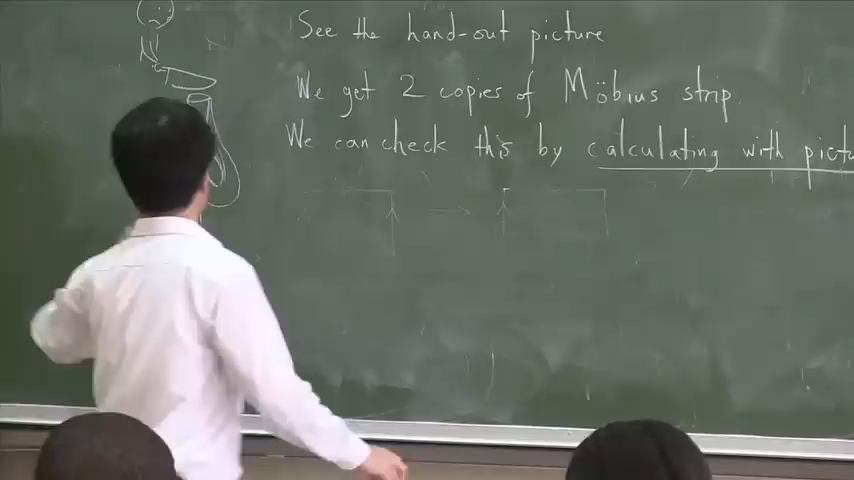 See the hand-out picture
We get 2 copies of Möbius strip.
We can check this by calculating with pictu